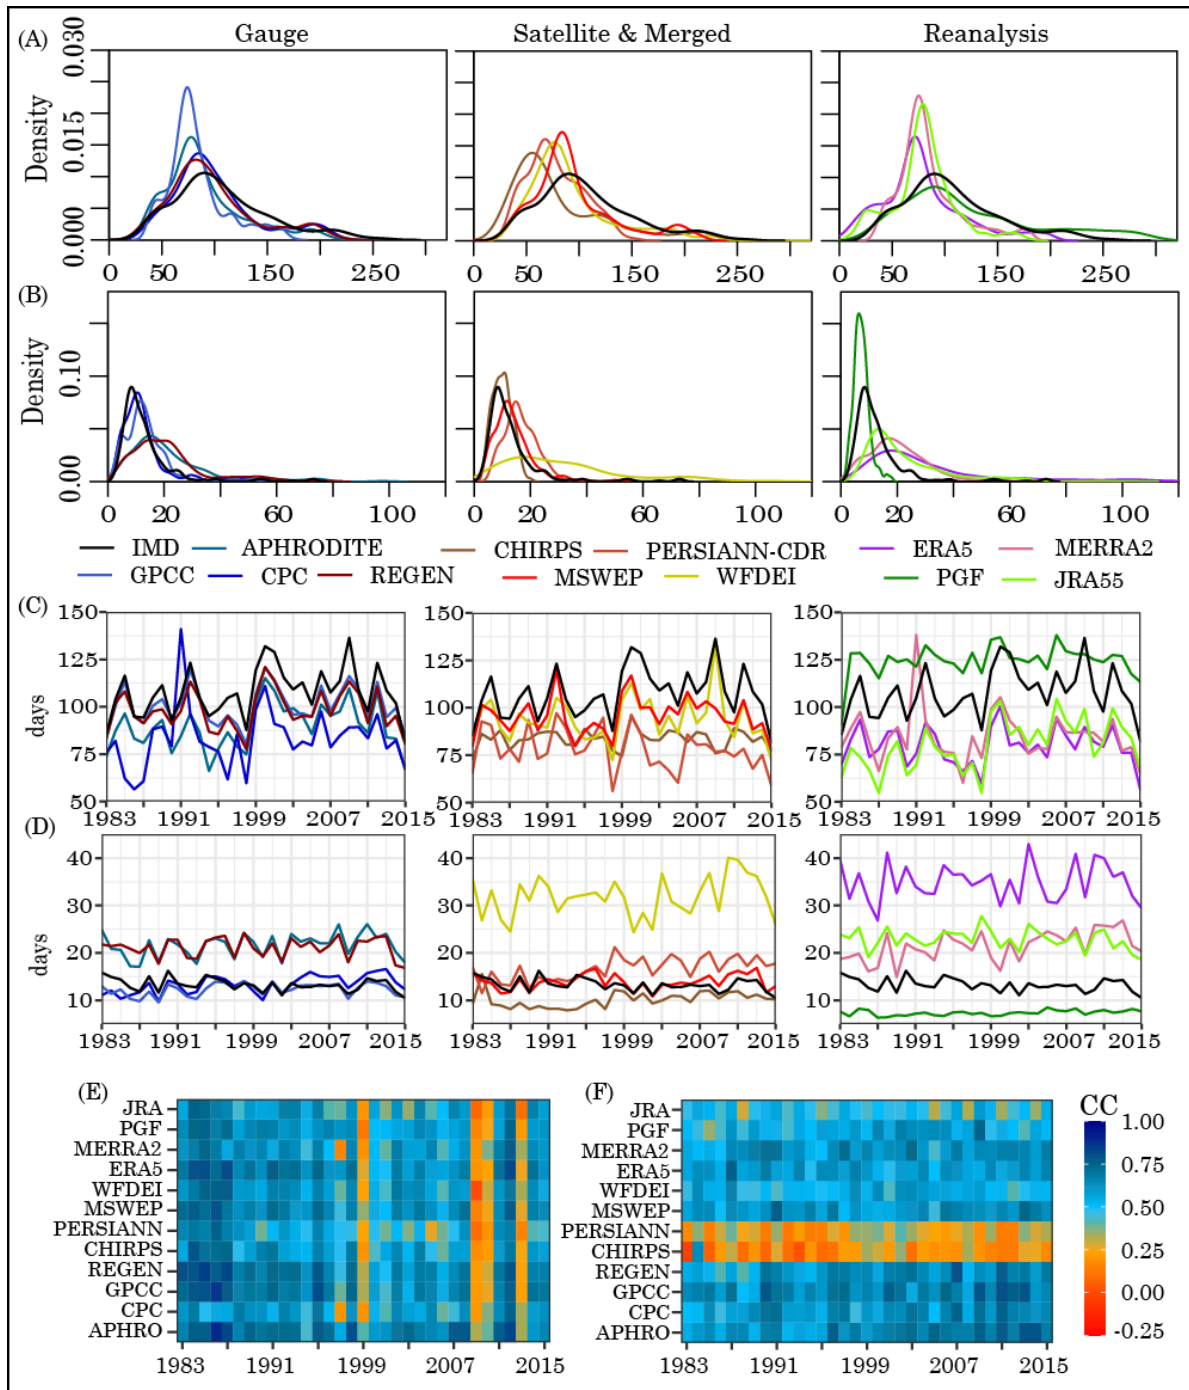 (A) Gauge Satellite & Merged Reanalysis
Density
0.000 0.015 0.030
0 50 150 250
0 50 150 250
0 50 150 250
(B)
Density
0.00 0.10
0 20 60 100
0 20 60 100
0 20 60 100
IMD APHRODITE CHIRPS PERSIANN-CDR ERA5 MERRA2
GPCC CPC REGEN MSWEP WFDEI PGF JRA55
(C)
days
150
125
100
75
50
1983 1991 1999 2007 2015
150
125
100
75
50
1983 1991 1999 2007 2015
150
125
100
75
50
1983 1991 1999 2007 2015
(D)
days
40
30
20
10
1983 1991 1999 2007 2015
40
30
20
10
1983 1991 1999 2007 2015
40
30
20
10
1983 1991 1999 2007 2015
(E)
JRA
PGF
MERRA2
ERA5
WFDEI
MSWEP
PERSIANN
CHIRPS
REGEN
GPCC
CPC
APHRO
1983 1991 1999 2007 2015
(F)
JRA
PGF
MERRA2
ERA5
WFDEI
MSWEP
PERSIANN
CHIRPS
REGEN
GPCC
CPC
APHRO
1983 1991 1999 2007 2015
CC
1.00
0.75
0.50
0.25
0.00
-0.25